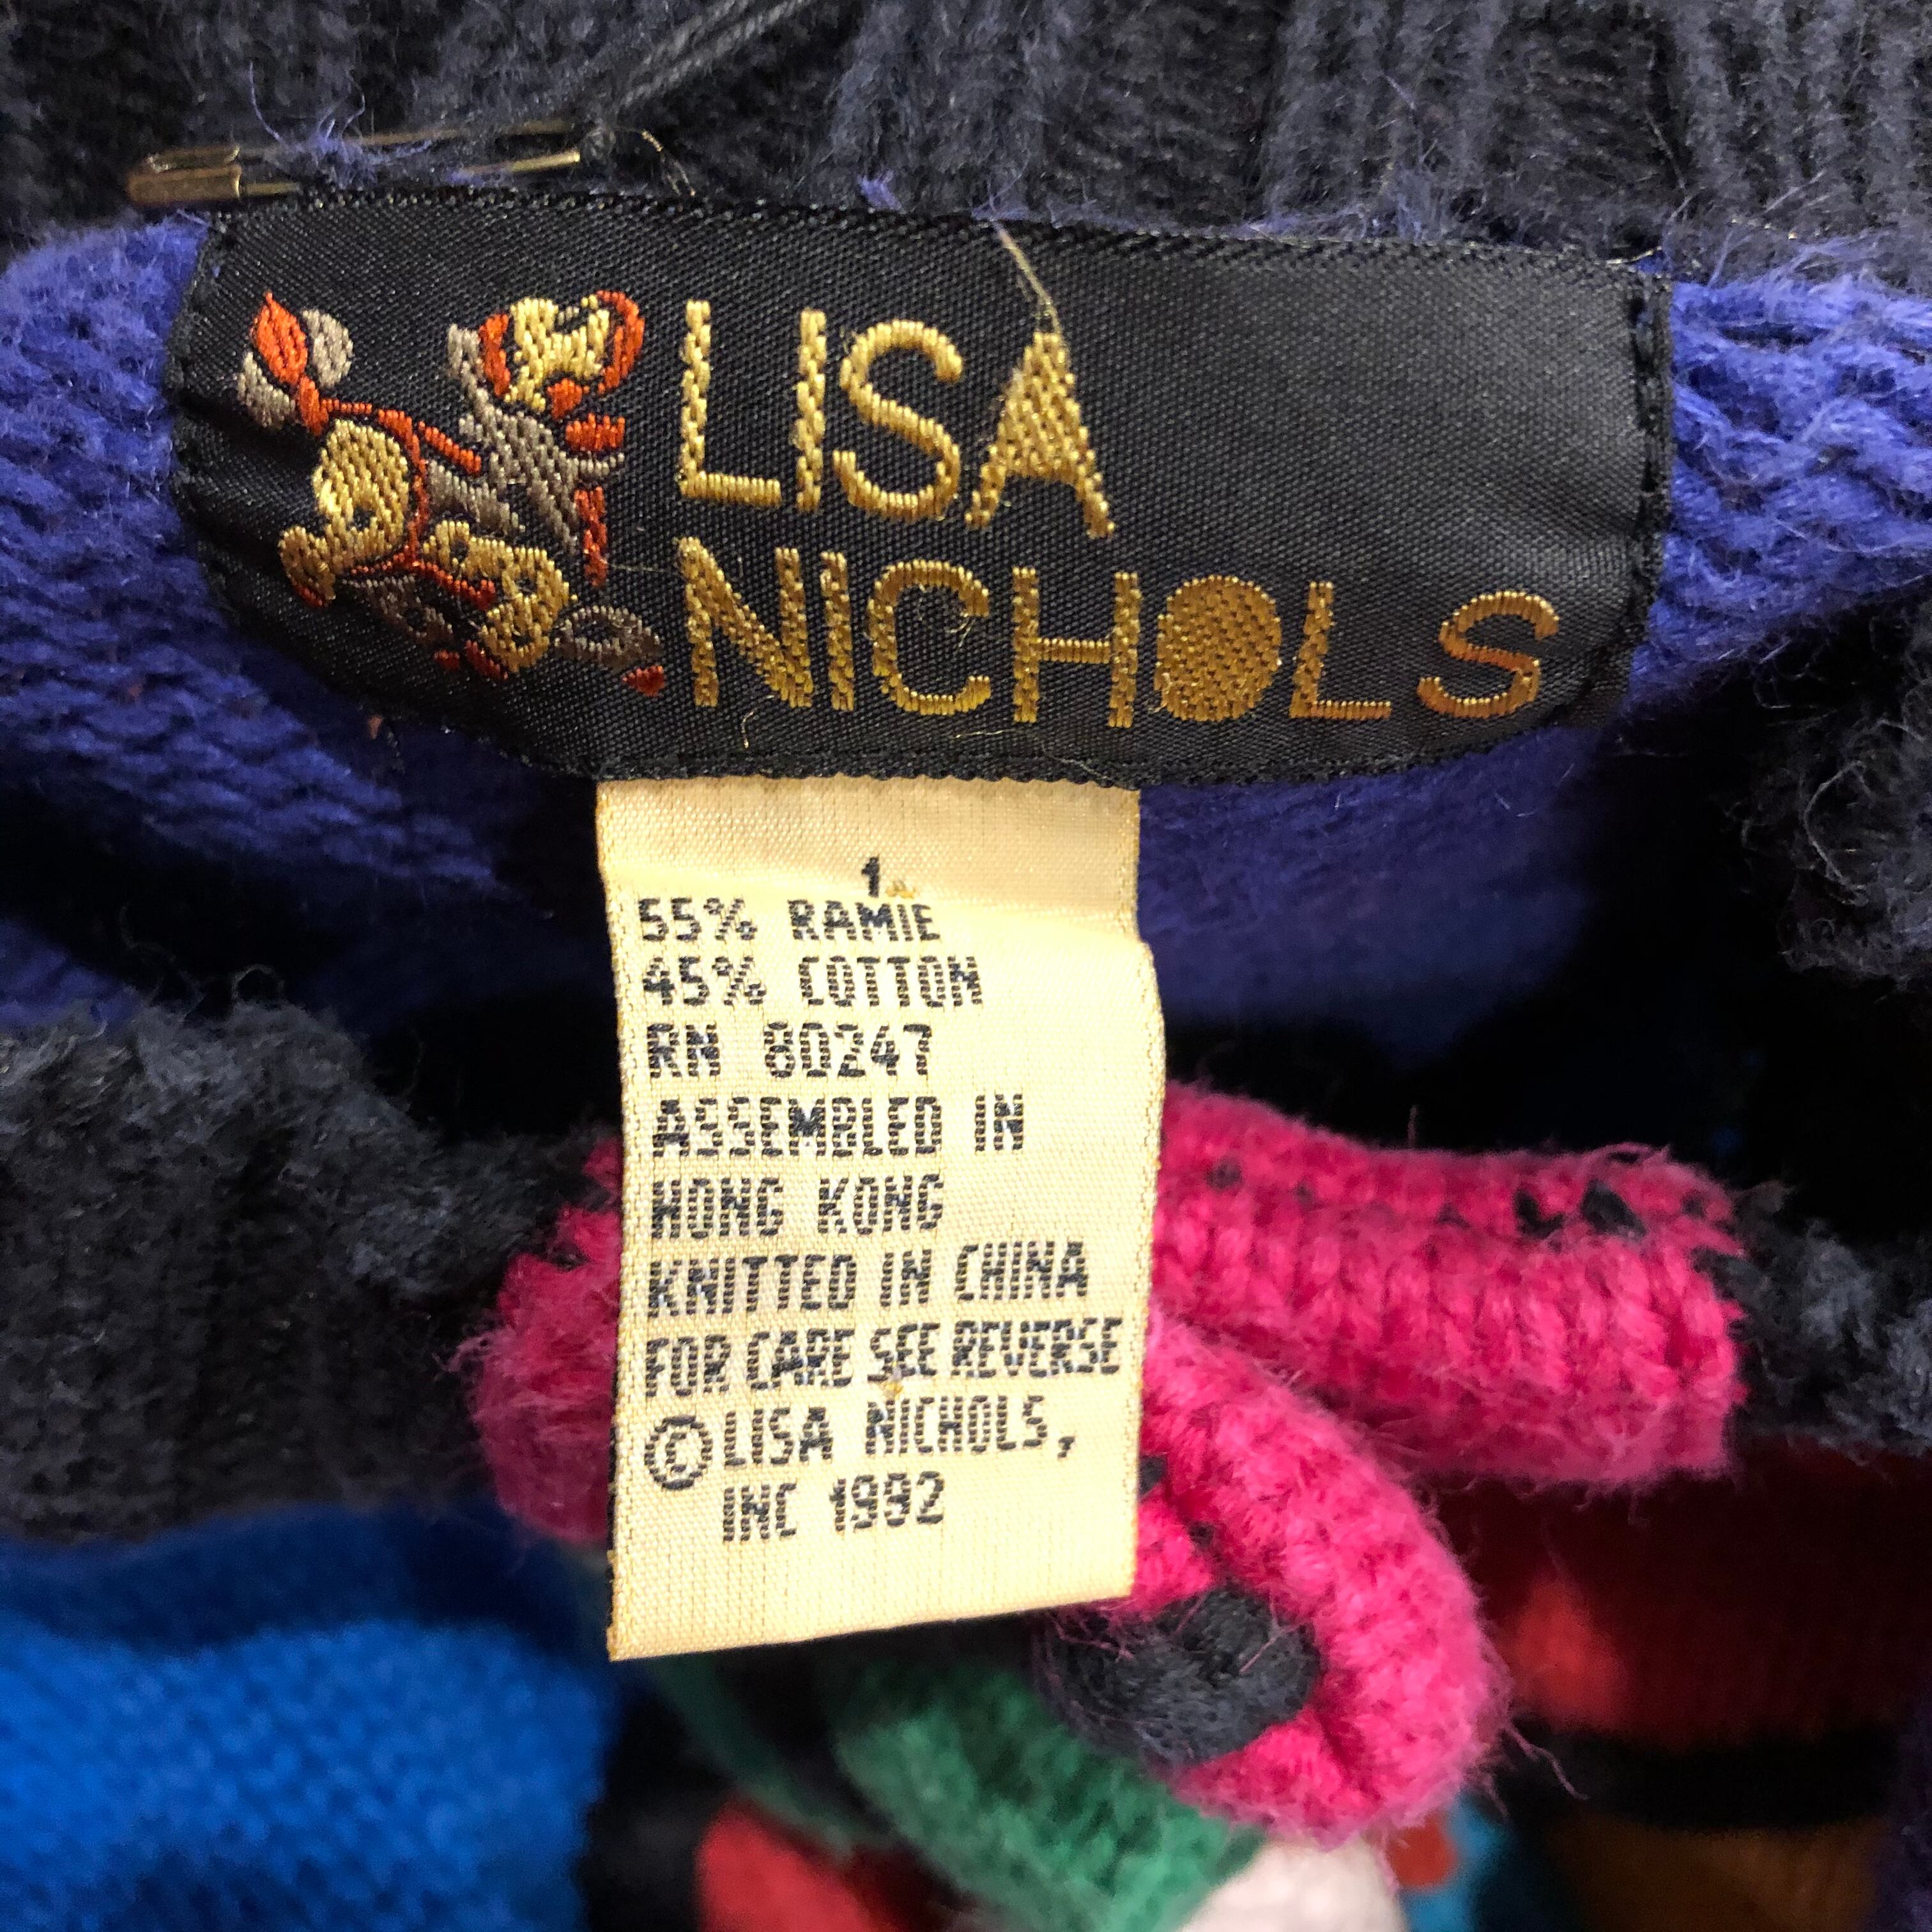 LISA
NICHOLS
1
55% RAMIE
45% COTTON
RN 80247
ASSEMBLED IN
HONG KONG
KNITTED IN CHINA
FOR CARE SEE REVERSE
© LISA NICHOLS,
INC 1992